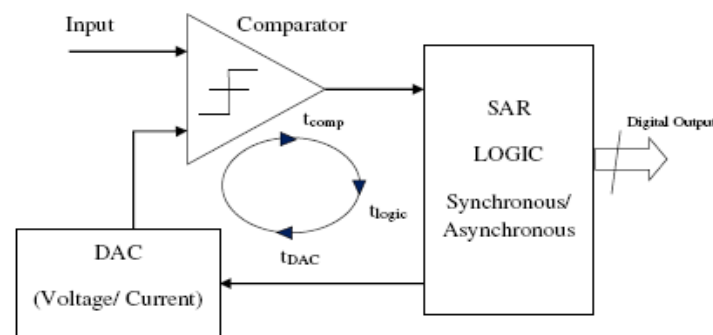 Input
Comparator
t_comp
SAR
LOGIC
Synchronous/
Asynchronous
Digital Output
t_logic
t_DAC
DAC
(Voltage/ Current)